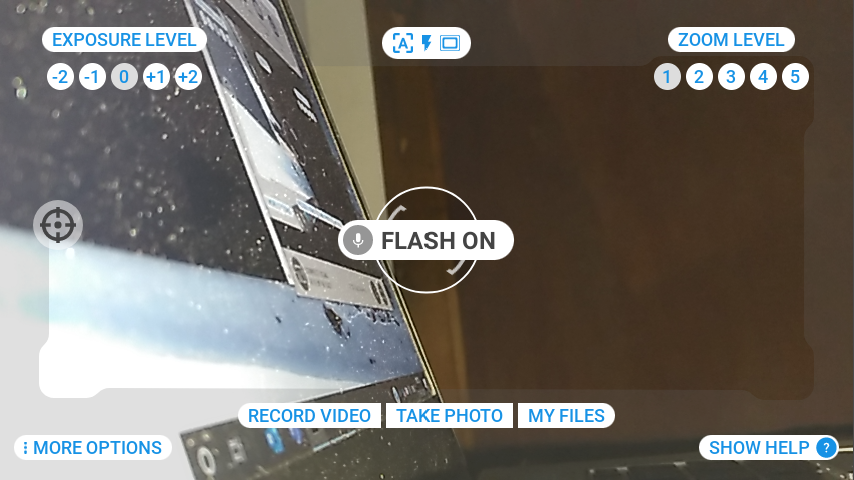 EXPOSURE LEVEL
-2 -1 0 +1 +2
A
ZOOM LEVEL
1 2 3 4 5
FLASH ON
RECORD VIDEO TAKE PHOTO MY FILES
MORE OPTIONS
SHOW HELP ?